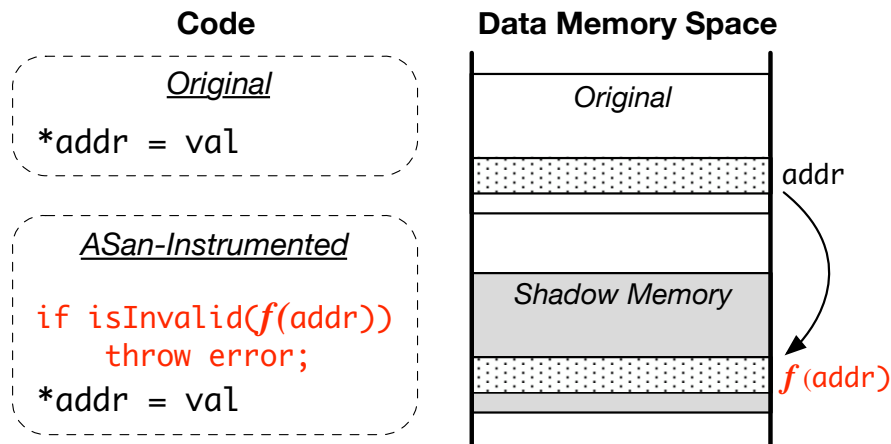 Code
Original
*addr = val
ASan-Instrumented
if isInvalid(f(addr))
throw error;
*addr = val
Data Memory Space
Original
addr
Shadow Memory
f(addr)